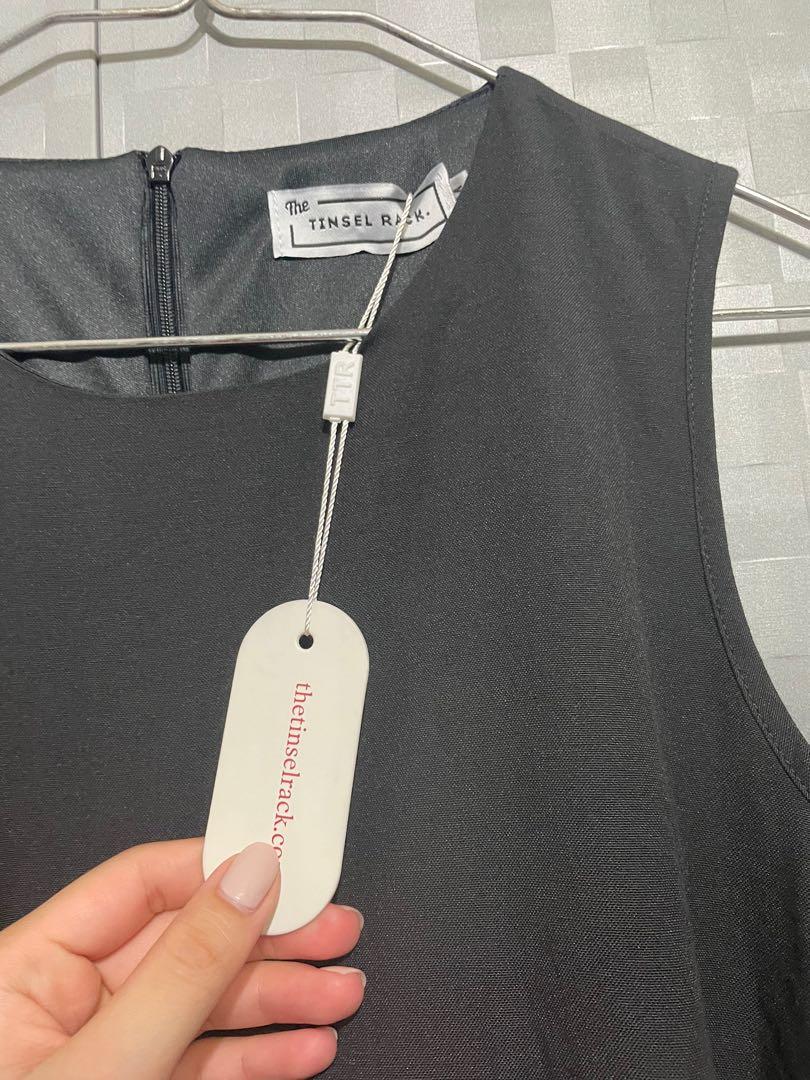 The
TINSEL RACK.
TTR
thetinselrack.co